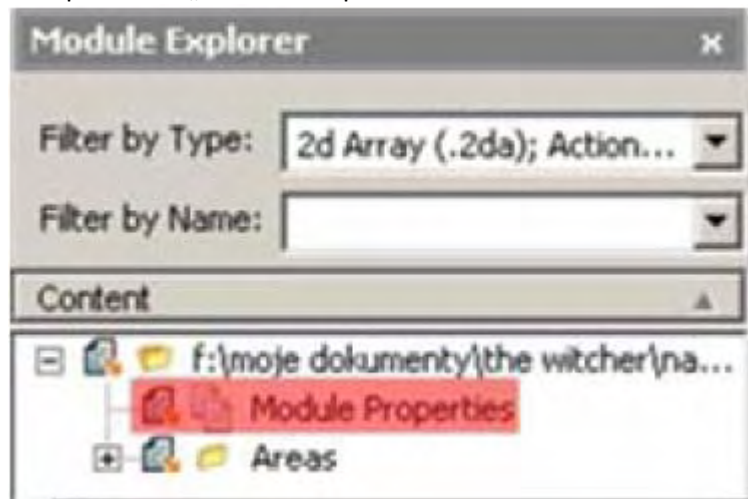 Module Explorer
Filter by Type: 2d Array (.2da); Action...
Filter by Name:
Content
f:\moje dokumenty\the witcher\na...
Module Properties
Areas